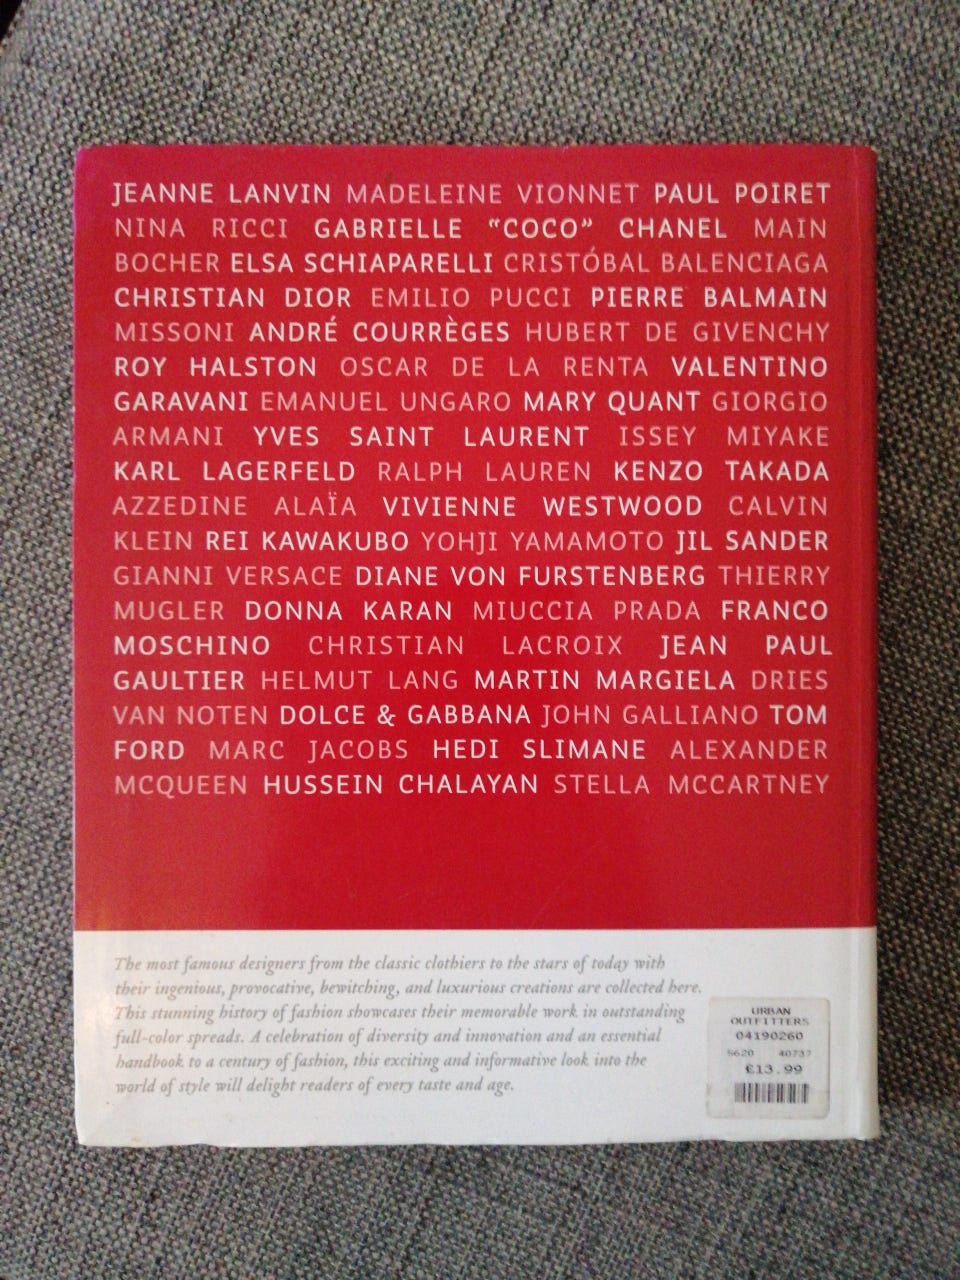 JEANNE LANVIN MADELEINE VIONNET PAUL POIRET
NINA RICCI GABRIELLE “COCO” CHANEL MAIN
BOCHER ELSA SCHIAPARELLI CRISTÓBAL BALENCIAGA
CHRISTIAN DIOR EMILIO PUCCI PIERRE BALMAIN
MISSONI ANDRÉ COURRÈGES HUBERT DE GIVENCHY
ROY HALSTON OSCAR DE LA RENTA VALENTINO
GARAVANI EMANUEL UNGARO MARY QUANT GIORGIO
ARMANI YVES SAINT LAURENT ISSEY MIYAKE
KARL LAGERFELD RALPH LAUREN KENZO TAKADA
AZZEDINE ALAÏA VIVIENNE WESTWOOD CALVIN
KLEIN REI KAWAKUBO YOHJI YAMAMOTO JIL SANDER
GIANNI VERSACE DIANE VON FURSTENBERG THIERRY
MUGLER DONNA KARAN MIUCCIA PRADA FRANCO
MOSCHINO CHRISTIAN LACROIX JEAN PAUL
GAULTIER HELMUT LANG MARTIN MARGIELA DRIES
VAN NOTEN DOLCE & GABBANA JOHN GALLIANO TOM
FORD MARC JACOBS HEDI SLIMANE ALEXANDER
MCQUEEN HUSSEIN CHALAYAN STELLA MCCARTNEY
The most famous designers from the classic clothiers to the stars of today with
their ingenious, provocative, bewitching, and luxurious creations are collected here.
This stunning history of fashion showcases their memorable work in outstanding
full-color spreads. A celebration of diversity and innovation and an essential
handbook to a century of fashion, this exciting and informative look into the
world of style will delight readers of every taste and age.
URBAN
OUTFITTERS
04190260
5620 40737
£13.99